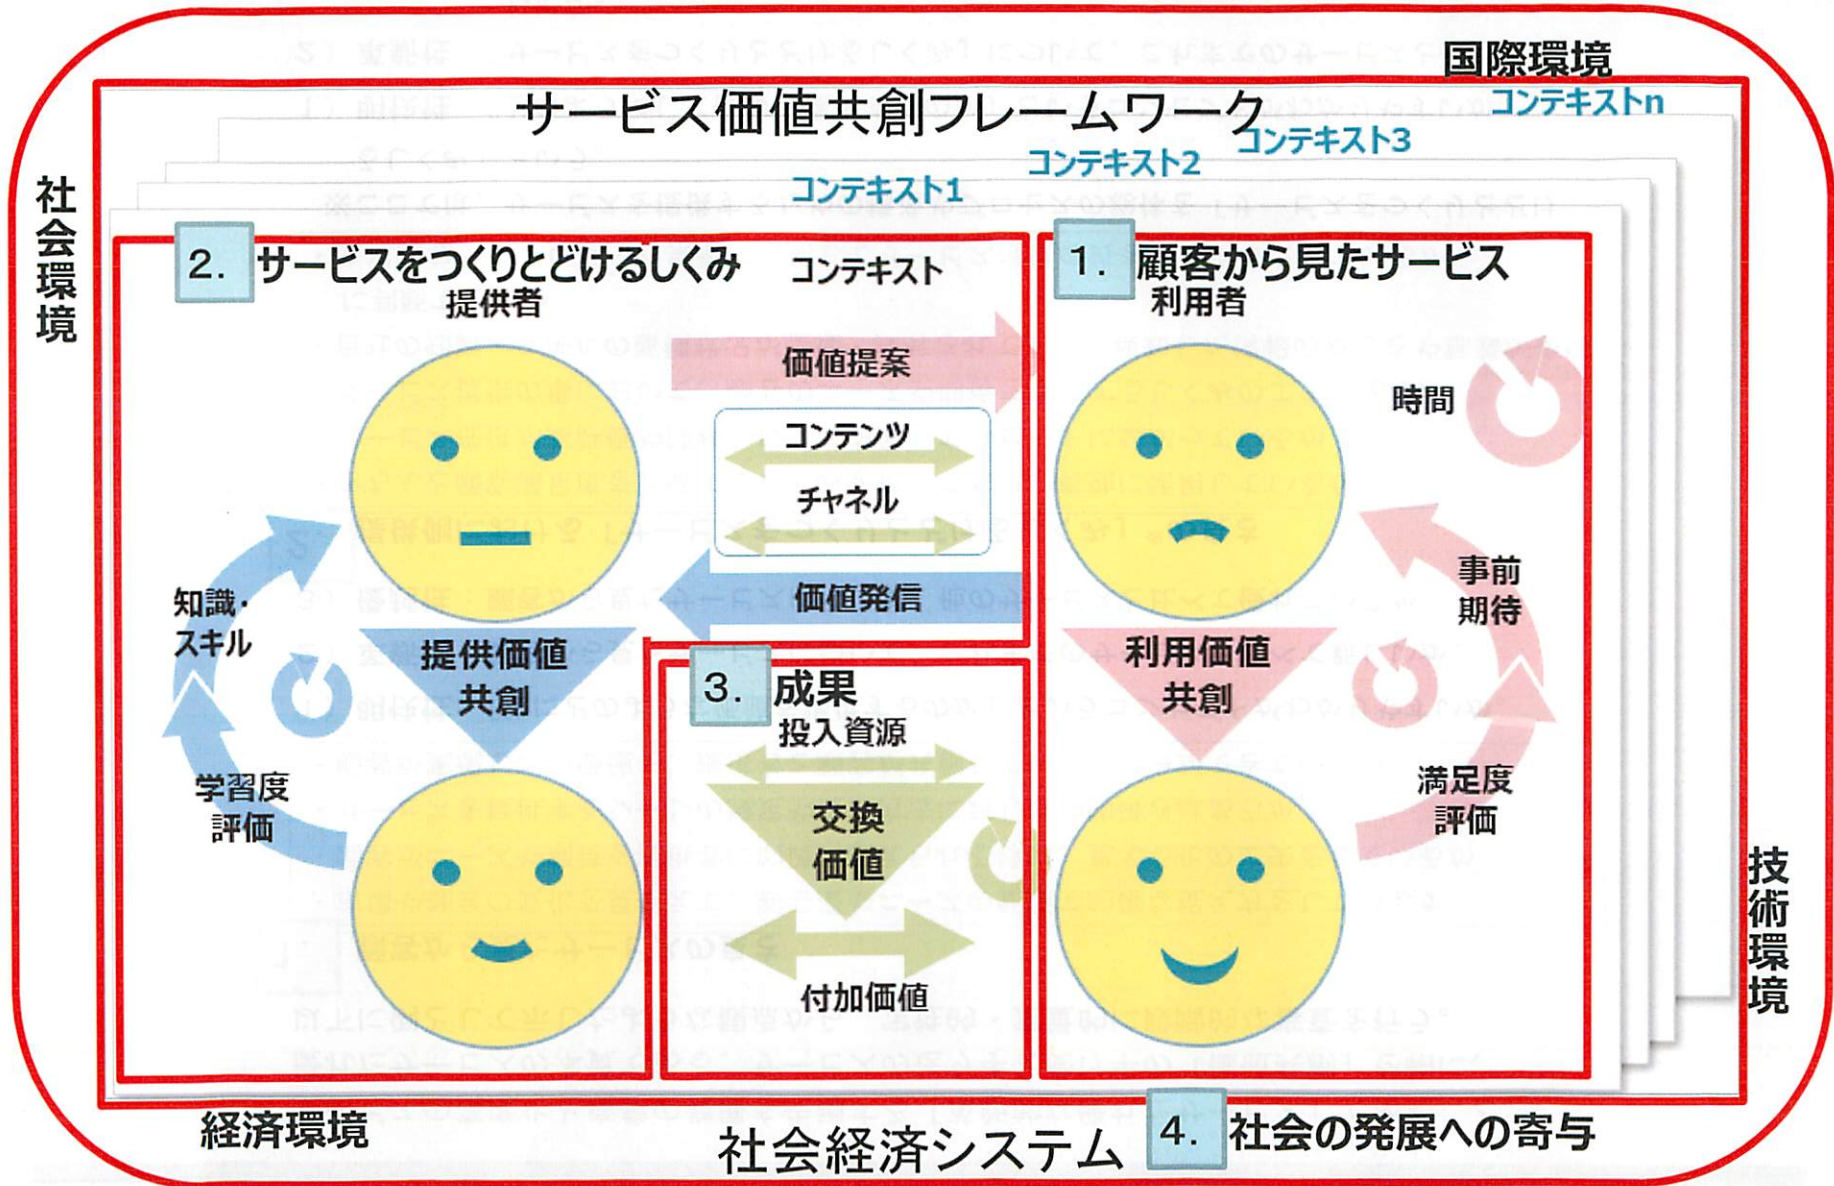 国際環境
サービス価値共創フレームワーク
コンテキストn
コンテキスト3
コンテキスト2
コンテキスト1
社会環境
2. サービスをつくりとどけるしくみ
提供者
コンテキスト
1. 顧客から見たサービス
利用者
価値提案
時間
コンテンツ
チャネル
価値発信
知識・
スキル
事前
期待
提供価値
共創
利用価値
共創
3. 成果
投入資源
学習度
評価
満足度
評価
交換
価値
付加価値
技術環境
経済環境
社会経済システム
4. 社会の発展への寄与